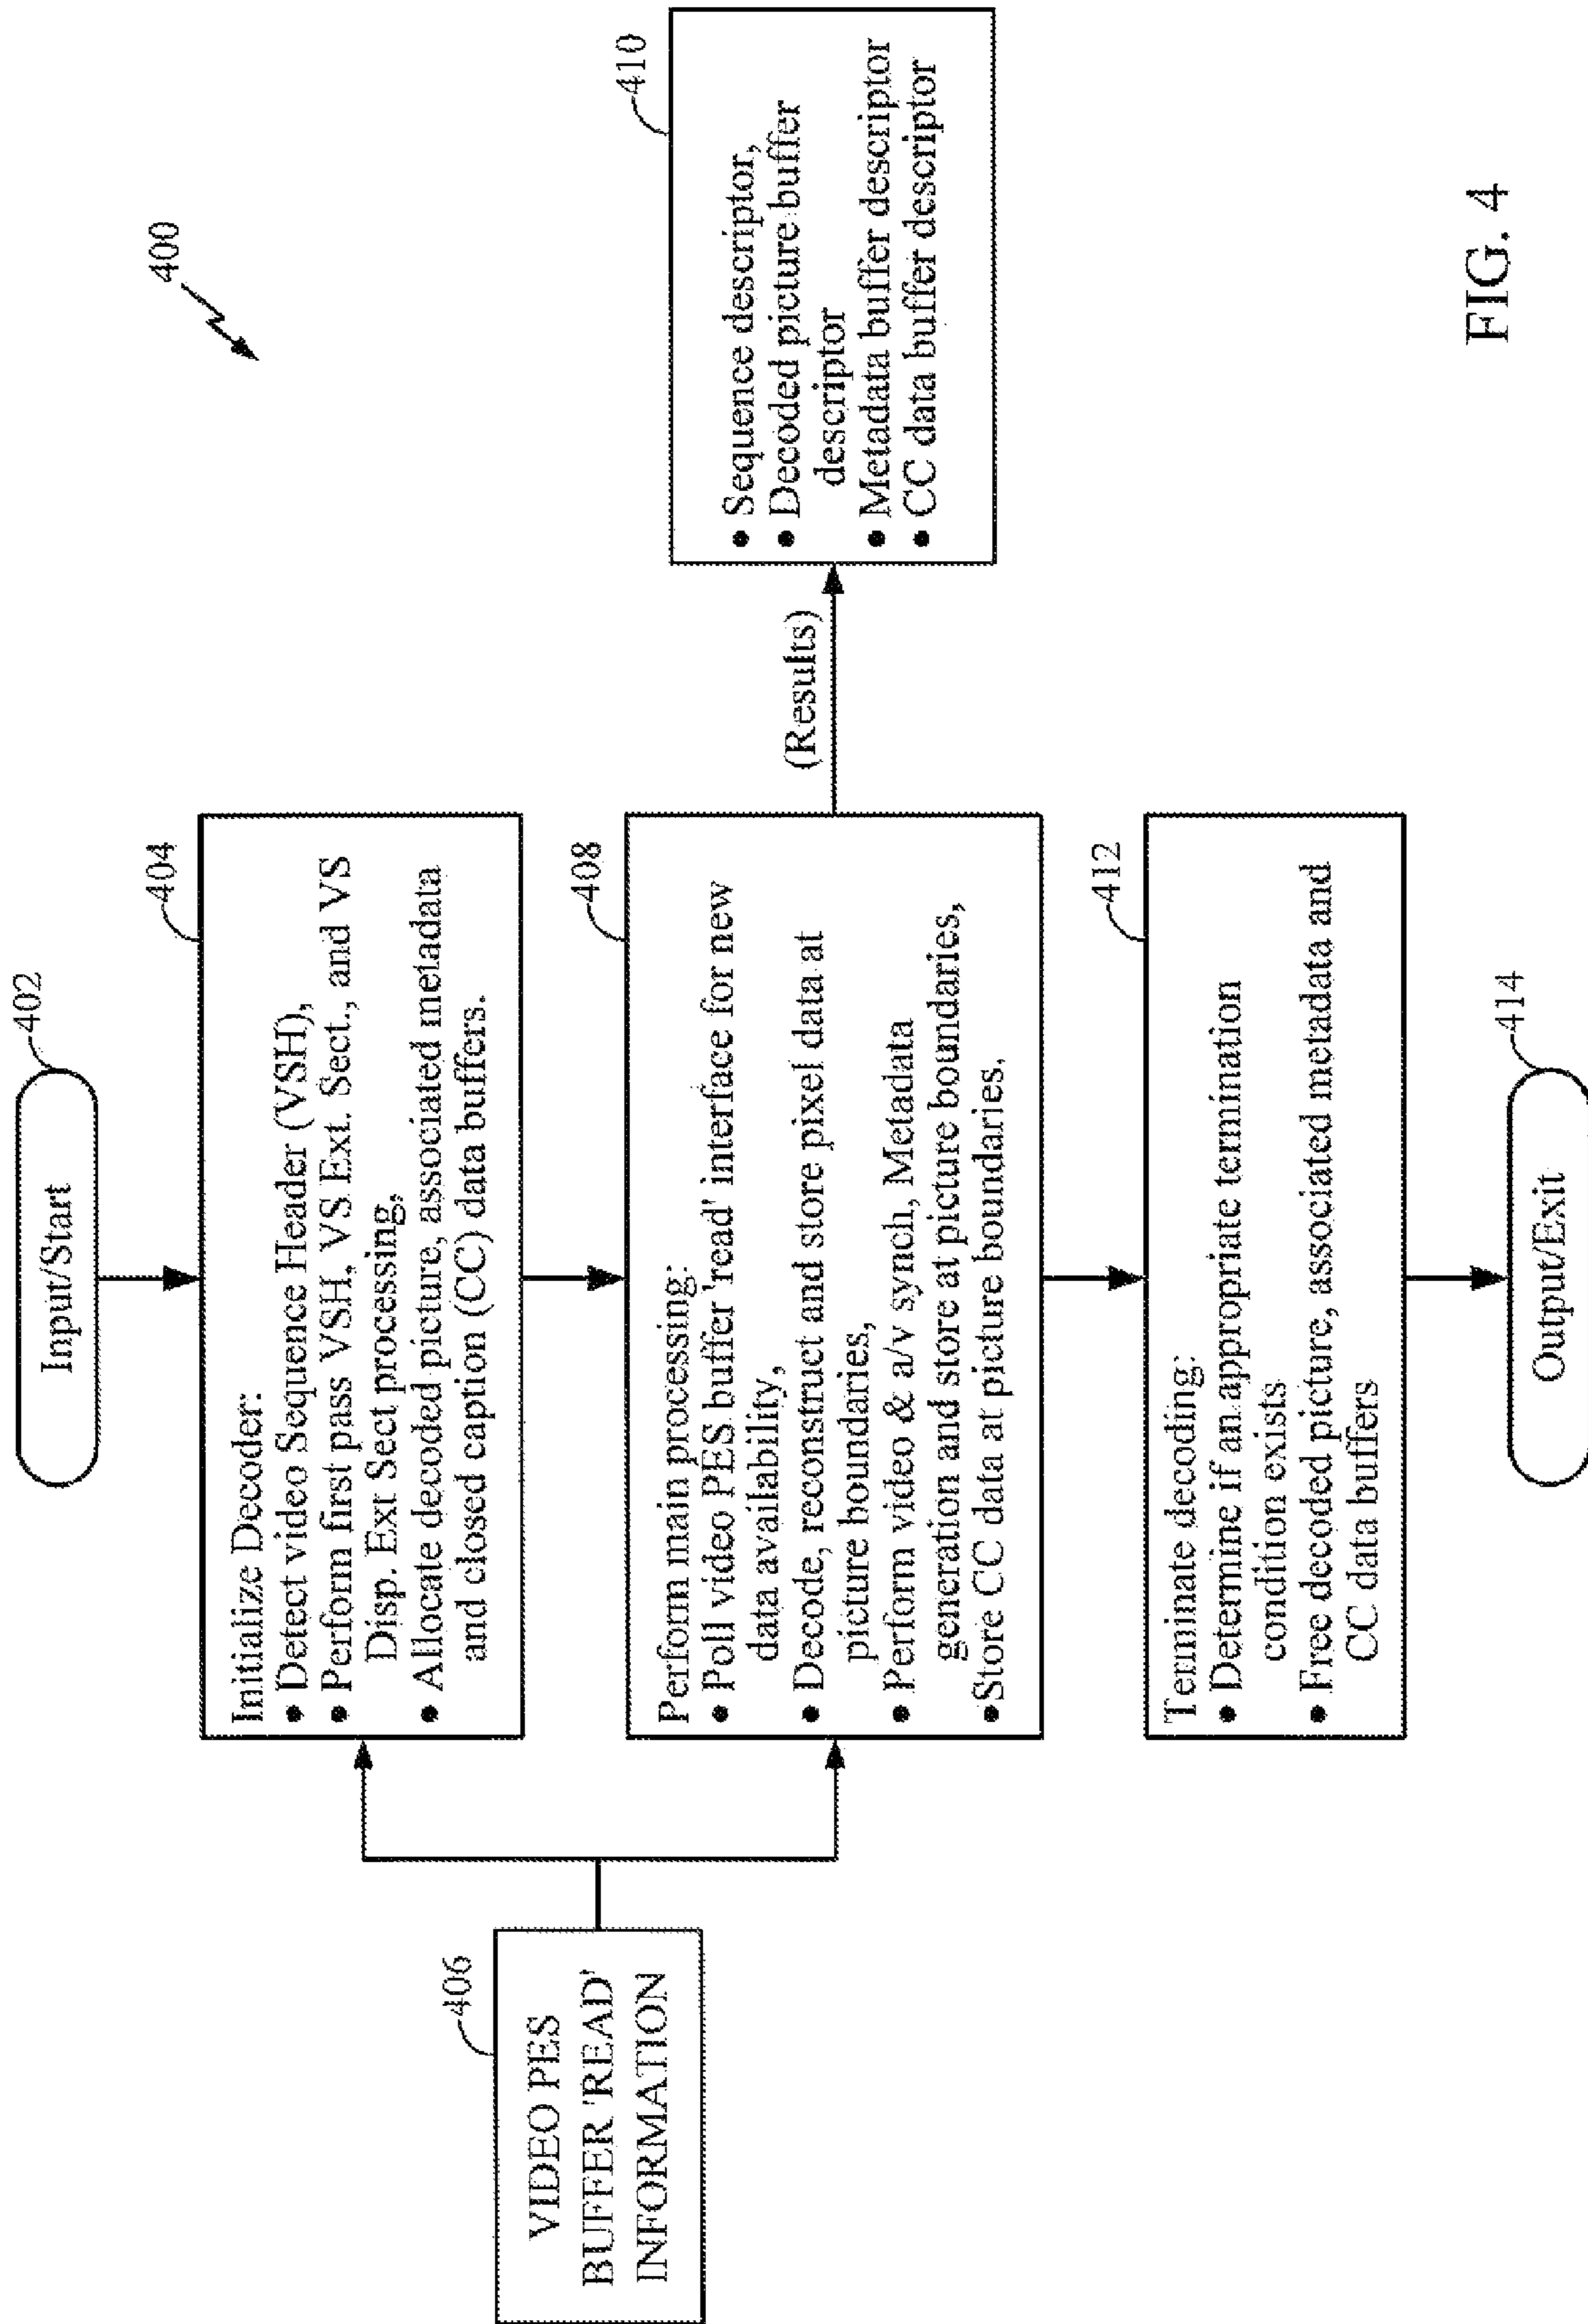 400
402
Input/Start
404
Initialize Decoder:
• Detect video Sequence Header (VSH),
• Perform first pass VSH, VS Ext. Sect., and VS
Disp. Ext Sect processing,
• Allocate decoded picture, associated metadata
and closed caption (CC) data buffers.
406
VIDEO PES
BUFFER 'READ'
INFORMATION
408
Perform main processing:
• Poll video PES buffer 'read' interface for new
data availability,
• Decode, reconstruct and store pixel data at
picture boundaries,
• Perform video & a/v synch, Metadata
generation and store at picture boundaries,
•Store CC data at picture boundaries.
(Results)
410
• Sequence descriptor,
• Decoded picture buffer
descriptor
• Metadata buffer descriptor
• CC data buffer descriptor
412
Terminate decoding:
• Determine if an appropriate termination
condition exists
• Free decoded picture, associated metadata and
CC data buffers
414
Output/Exit
FIG. 4